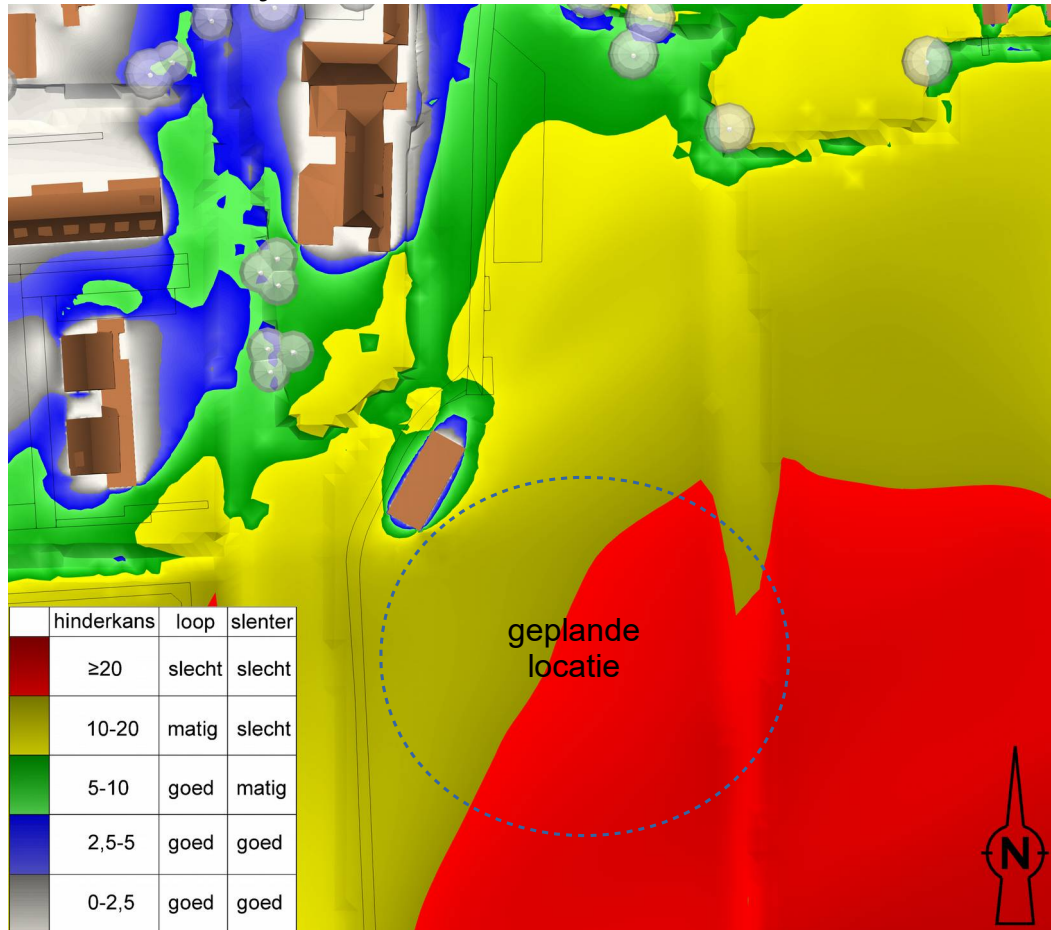 geplande
locatie
hinderkans loop slenter
≥20 slecht slecht
10-20 matig slecht
5-10 goed matig
2,5-5 goed goed
0-2,5 goed goed
N